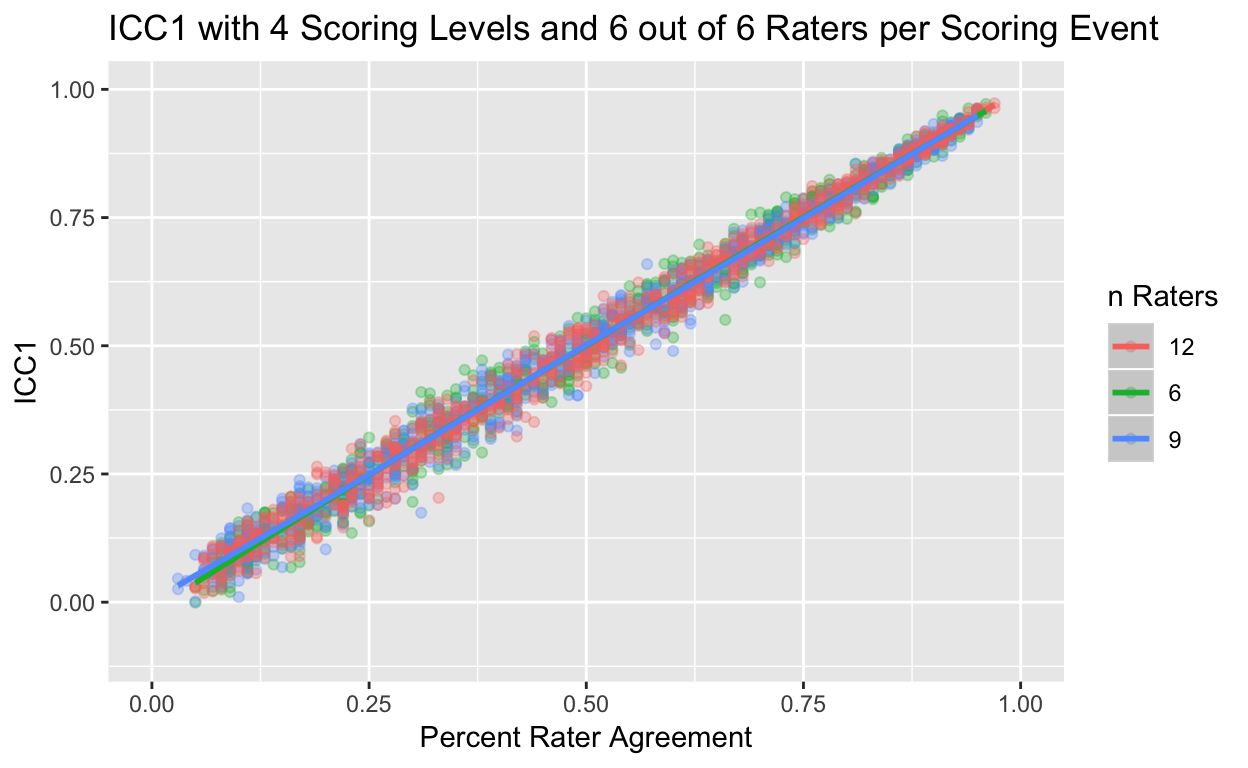 ICC1 with 4 Scoring Levels and 6 out of 6 Raters per Scoring Event
ICC1
1.00
0.75
0.50
0.25
0.00
0.00 0.25 0.50 0.75 1.00
Percent Rater Agreement
n Raters
12
6
9